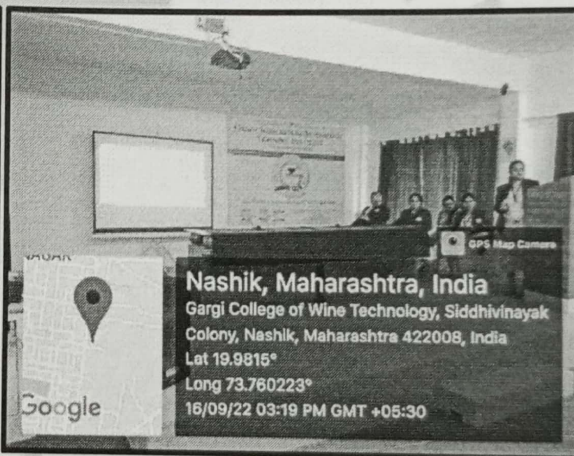 GPS Map Camera
NAGAR
Nashik, Maharashtra, India
Gargi College of Wine Technology, Siddhivinayak
Colony, Nashik, Maharashtra 422008, India
Lat 19.9815°
Long 73.760223°
16/09/22 03:19 PM GMT +05:30
Google